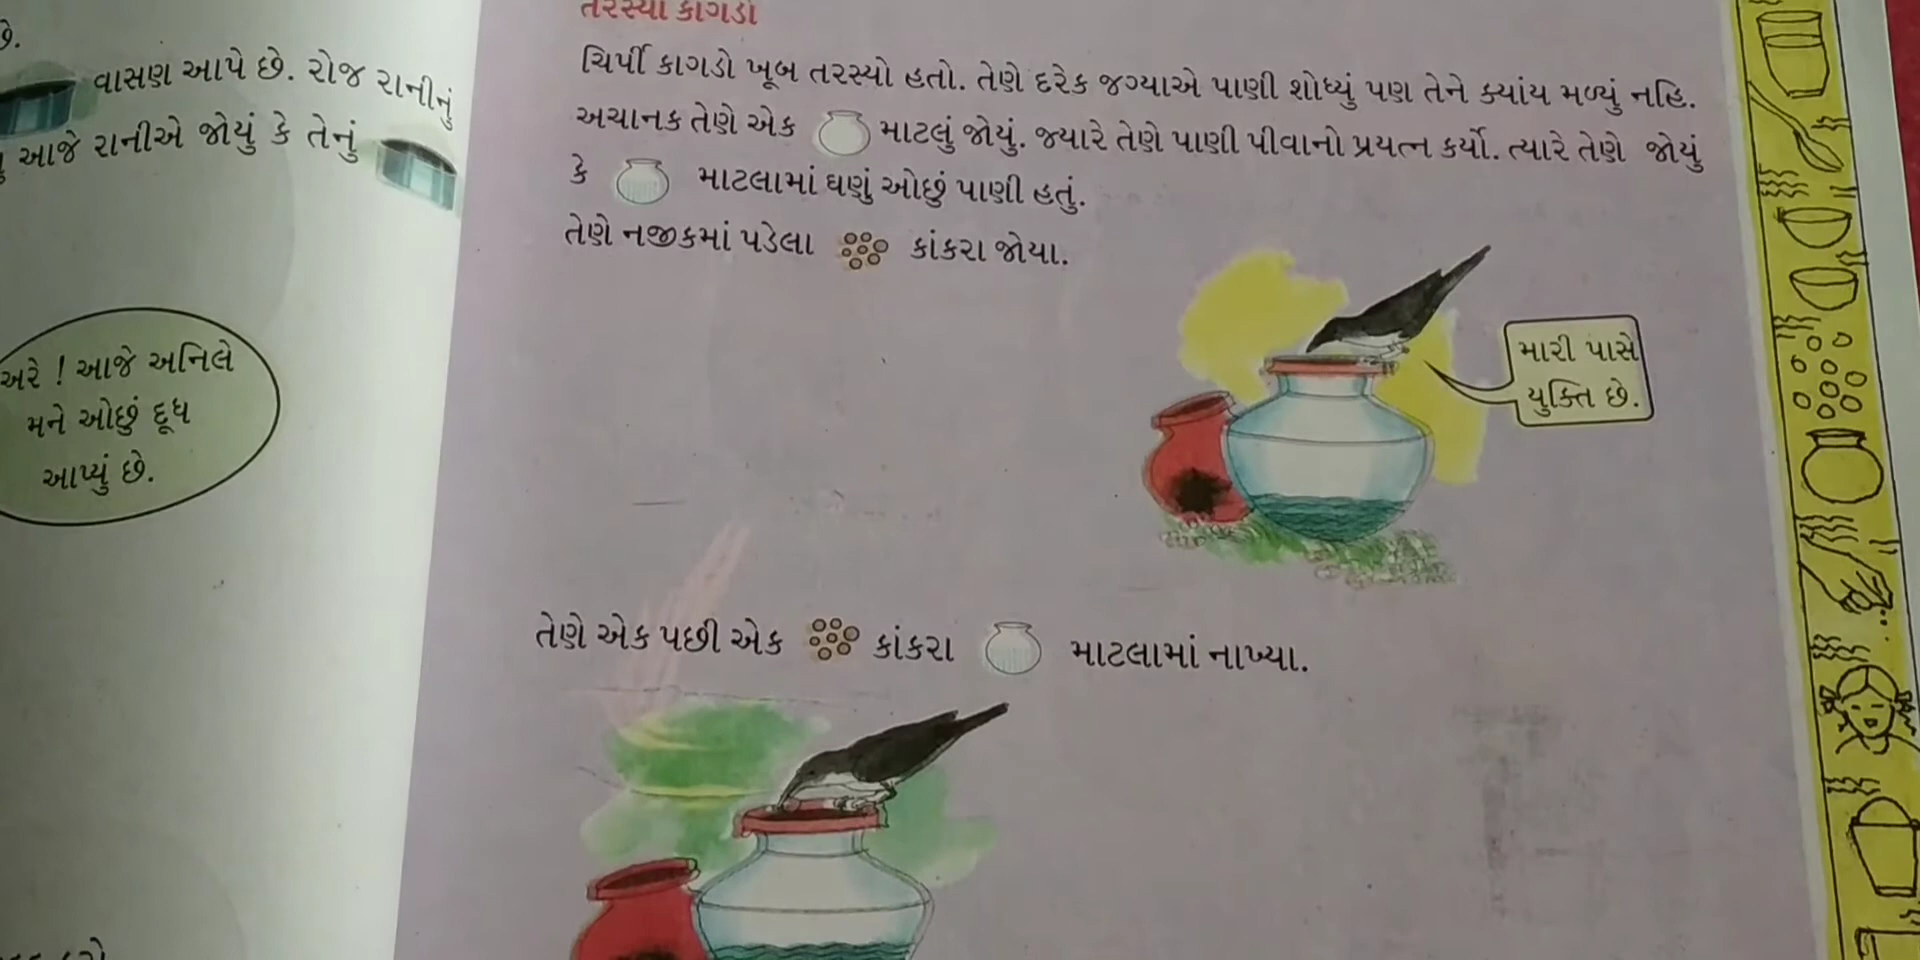 છે.
વાસણ આપે છે. રોજ રાનીનું
આજે રાનીએ જોયું કે તેનું
અરે ! આજે અનિલે
મને ઓછું દૂધ
આપ્યું છે.
તરસ્યો કાગડો
ચિર્પી કાગડો ખૂબ તરસ્યો હતો. તેણે દરેક જગ્યાએ પાણી શોધ્યું પણ તેને ક્યાંય મળ્યું નહિ.
અચાનક તેણે એક માટલું જોયું. જ્યારે તેણે પાણી પીવાનો પ્રયત્ન કર્યો. ત્યારે તેણે જોયું
કે માટલામાં ઘણું ઓછું પાણી હતું.
તેણે નજીકમાં પડેલા કાંકરા જોયા.
મારી પાસે
યુક્તિ છે.
તેણે એક પછી એક કાંકરા માટલામાં નાખ્યા.